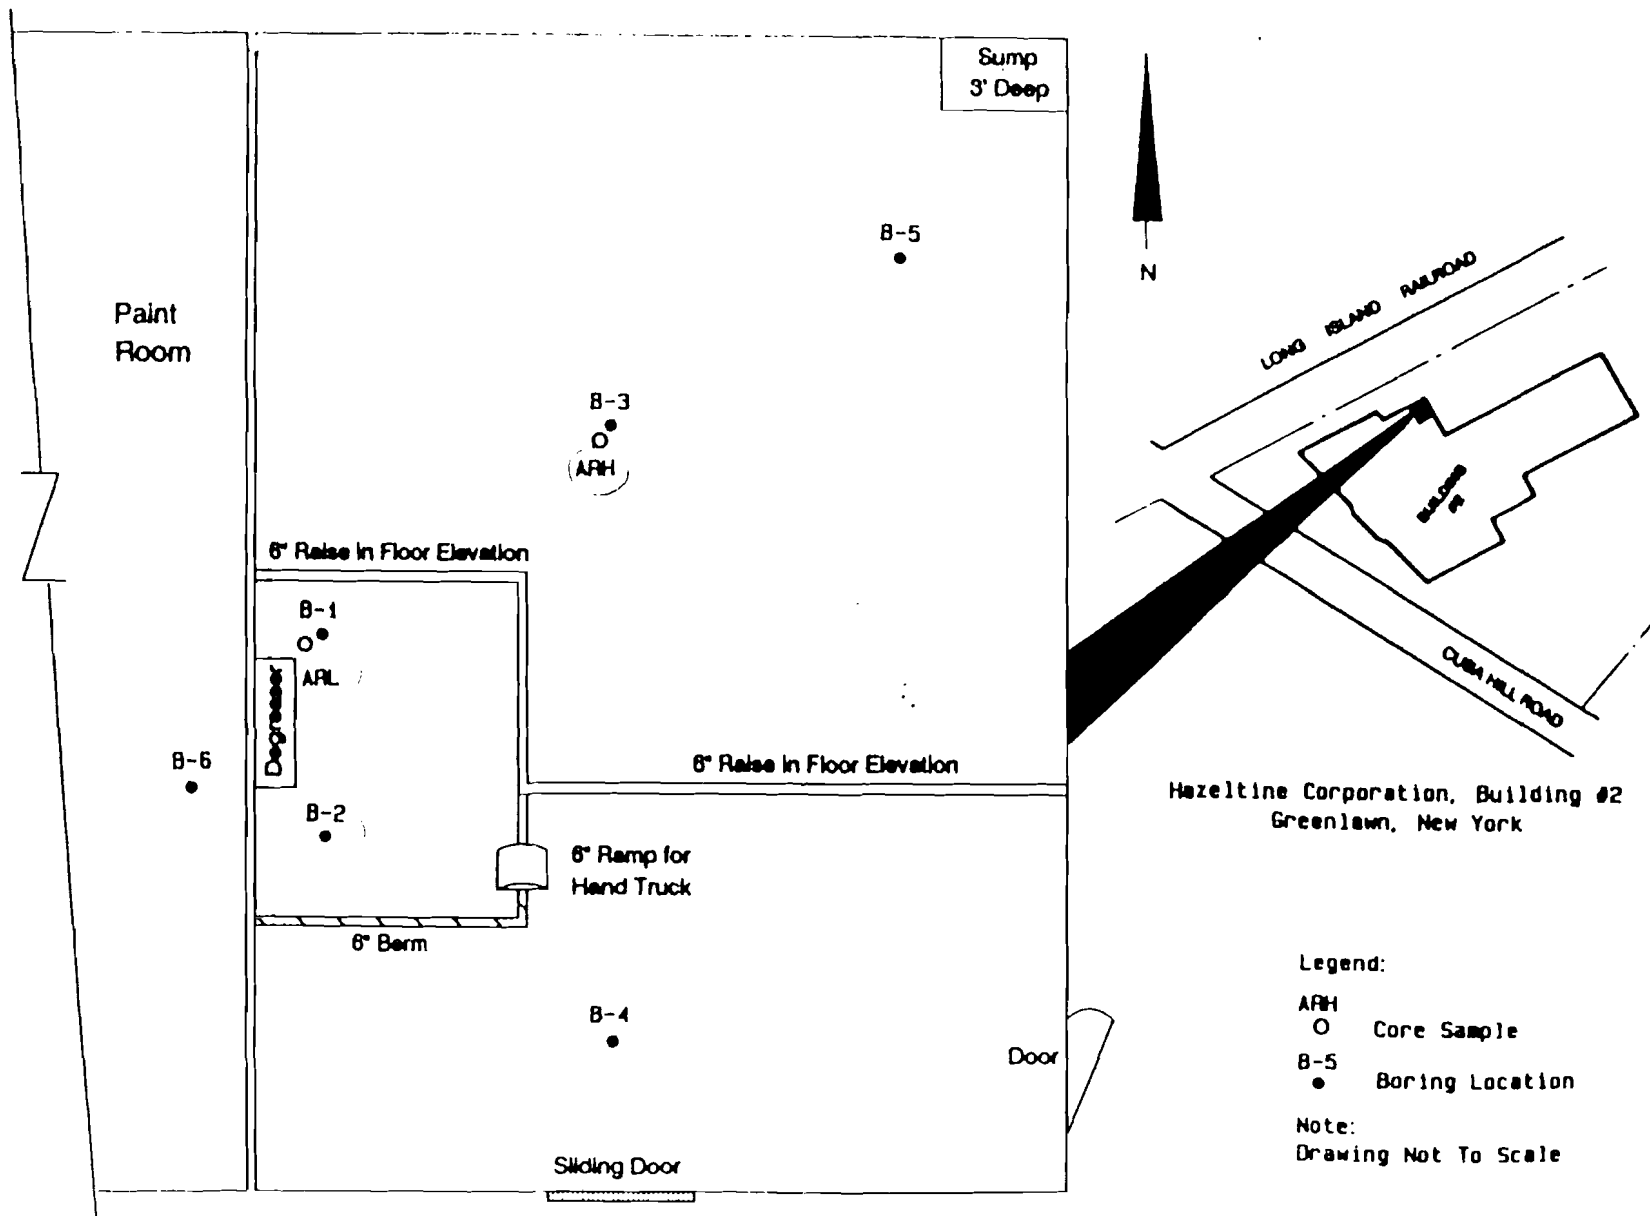 Sump
3' Deep
B-5
N
LONG ISLAND RAILROAD
Paint
Room
B-3
ARH
BUILDING
#2
6" Raise in Floor Elevation
B-1
ARL
Degreaser
CUBA HILL ROAD
B-6
6" Raise in Floor Elevation
B-2
Hazeltine Corporation, Building #2
Greenlawn, New York
6" Ramp for
Hand Truck
6" Berm
B-4
Door
Sliding Door
Legend:
ARH
Core Sample
B-5
Boring Location
Note:
Drawing Not To Scale